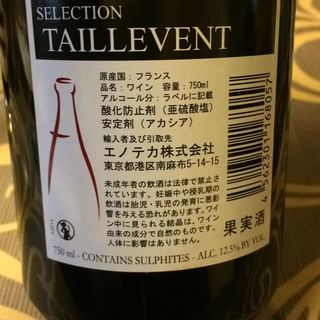 SELECTION
TAILLEVENT
原産国：フランス
品名：ワイン 容量：750ml
アルコール分：ラベルに記載
酸化防止剤（亜硫酸塩）
安定剤（アカシア）
輸入者及び引取先
エノテカ株式会社
東京都港区南麻布5-14-15
未成年者の飲酒は法律で禁止さ
れています。妊娠中や授乳期の
飲酒は胎児・乳児の発育に悪影
響を与える恐れがあります。ワイ
ン中に見られる結晶は、ワイン
由来の成分で自然のものです。
人体に影響はありません。
果実酒
4 562301 168057
750 ml - CONTAINS SULPHITES - ALC. 12.5% BY VOL.